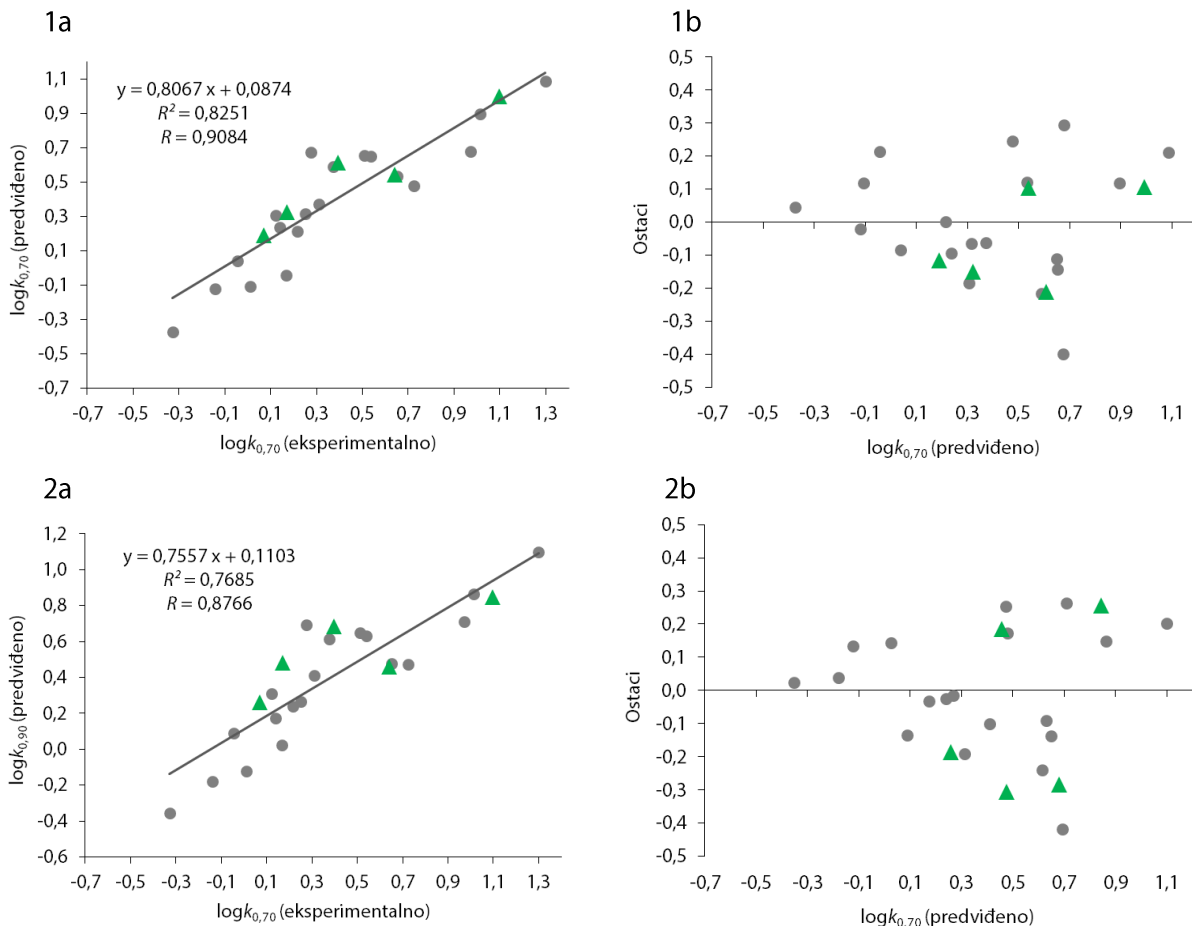 1a
y = 0,8067 x + 0,0874
R² = 0,8251
R = 0,9084
logk0,70 (predviđeno)
1,1
0,9
0,7
0,5
0,3
0,1
-0,1
-0,3
-0,5
-0,7
-0,7 -0,5 -0,3 -0,1 0,1 0,3 0,5 0,7 0,9 1,1 1,3
logk0,70 (eksperimentalno)
1b
Ostaci
0,5
0,4
0,3
0,2
0,1
0,0
-0,1
-0,2
-0,3
-0,4
-0,5
-0,7 -0,5 -0,3 -0,1 0,1 0,3 0,5 0,7 0,9 1,1
logk0,70 (predviđeno)
2a
y = 0,7557 x + 0,1103
R² = 0,7685
R = 0,8766
logk0,90 (predviđeno)
1,2
1,0
0,8
0,6
0,4
0,2
0,0
-0,2
-0,4
-0,6
-0,7 -0,5 -0,3 -0,1 0,1 0,3 0,5 0,7 0,9 1,1 1,3
logk0,70 (eksperimentalno)
2b
Ostaci
0,5
0,4
0,3
0,2
0,1
0,0
-0,1
-0,2
-0,3
-0,4
-0,5
-0,7 -0,5 -0,3 -0,1 0,1 0,3 0,5 0,7 0,9 1,1
logk0,70 (predviđeno)